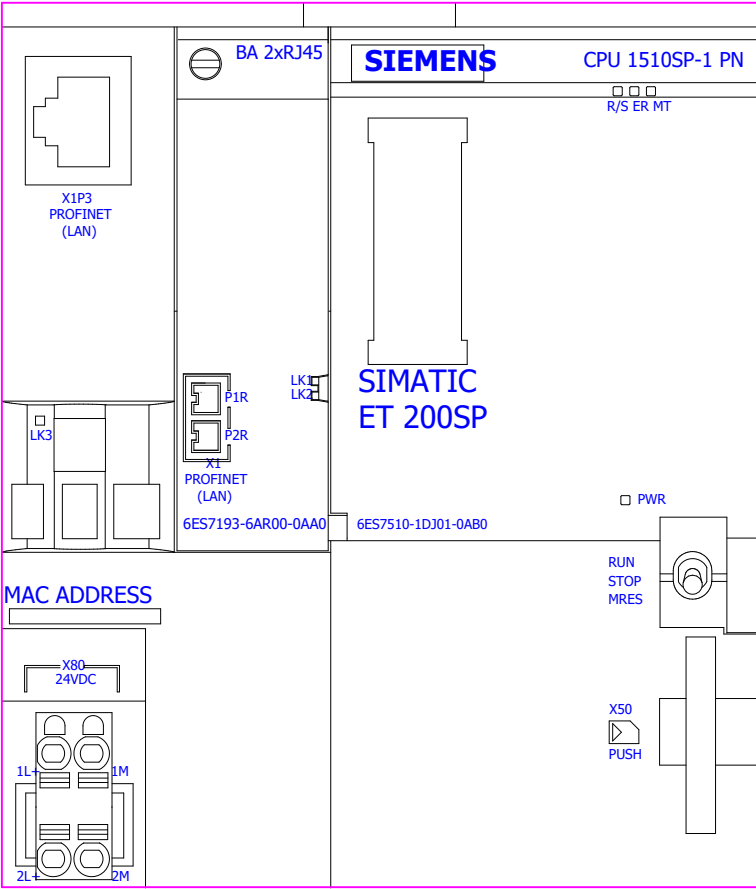 BA 2xRJ45
SIEMENS
CPU 1510SP-1 PN
R/S ER MT
X1P3
PROFINET
(LAN)
LK1
LK2
SIMATIC
ET 200SP
P1R
P2R
LK3
X1
PROFINET
(LAN)
PWR
6ES7193-6AR00-0AA0
6ES7510-1DJ01-0AB0
RUN
STOP
MRES
MAC ADDRESS
X80
24VDC
X50
PUSH
1L+
1M
2L+
2M